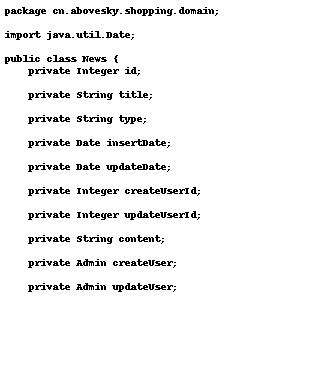 package cn.abovesky.shopping.domain;
import java.util.Date;
public class News {
private Integer id;
private String title;
private String type;
private Date insertDate;
private Date updateDate;
private Integer createUserId;
private Integer updateUserId;
private String content;
private Admin createUser;
private Admin updateUser;